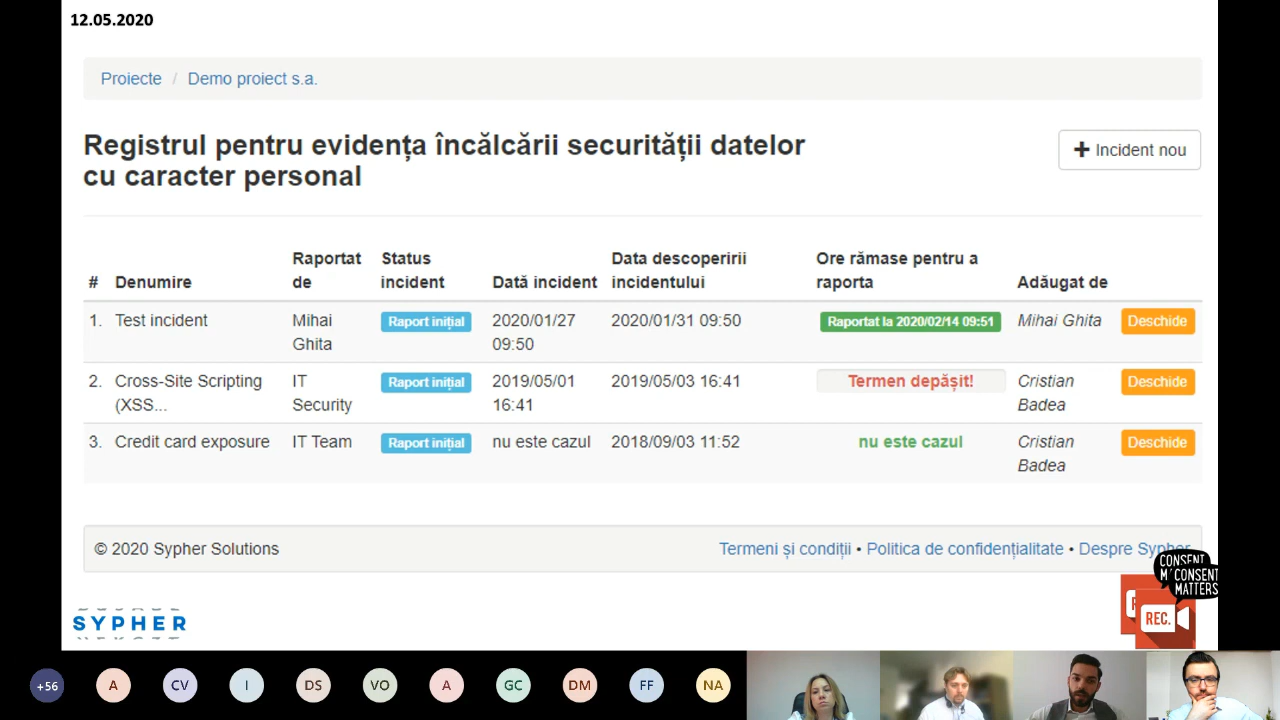 12.05.2020
Proiecte / Demo proiect s.a.
Registrul pentru evidența încălcării securității datelor
cu caracter personal
+ Incident nou
# Denumire Raportat de Status incident Dată incident Data descoperirii incidentului Ore rămase pentru a raporta Adăugat de
1. Test incident Mihai Ghita Raport inițial 2020/01/27 09:50 2020/01/31 09:50 Raportat la 2020/02/14 09:51 Mihai Ghita Deschide
2. Cross-Site Scripting (XSS... IT Security Raport inițial 2019/05/01 16:41 2019/05/03 16:41 Termen depășit! Cristian Badea Deschide
3. Credit card exposure IT Team Raport inițial nu este cazul 2018/09/03 11:52 nu este cazul Cristian Badea Deschide
© 2020 Sypher Solutions
Termeni și condiții • Politica de confidențialitate • Despre Sypher
CONSENT
CONSENT
MATTERS
REC.
SYPHER
+56 A CV I DS VO A GC DM FF NA